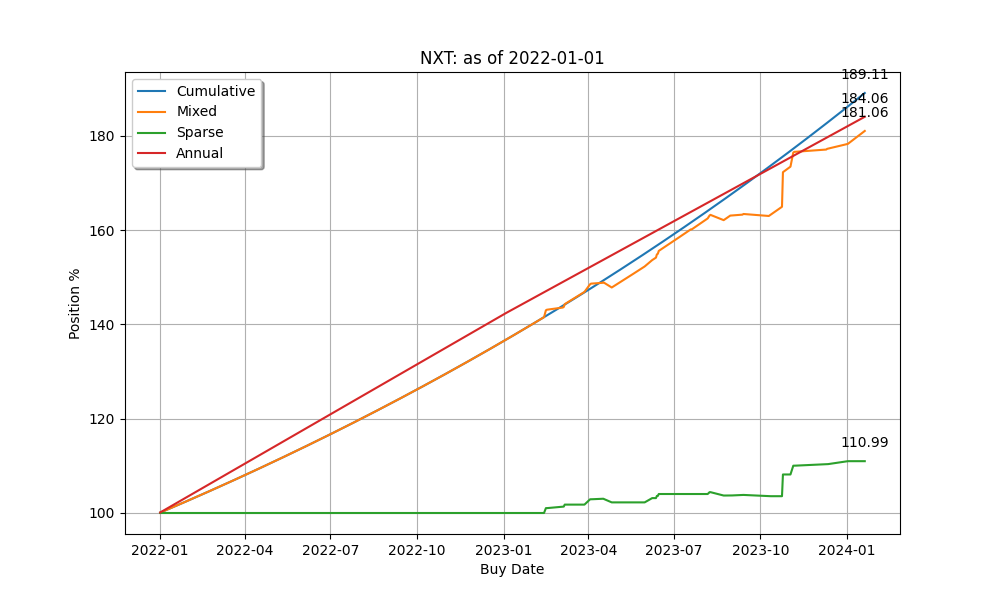 NXT: as of 2022-01-01
189.11
184.06
181.06
110.99
Cumulative
Mixed
Sparse
Annual
Position %
180
160
140
120
100
2022-01 2022-04 2022-07 2022-10 2023-01 2023-04 2023-07 2023-10 2024-01
Buy Date